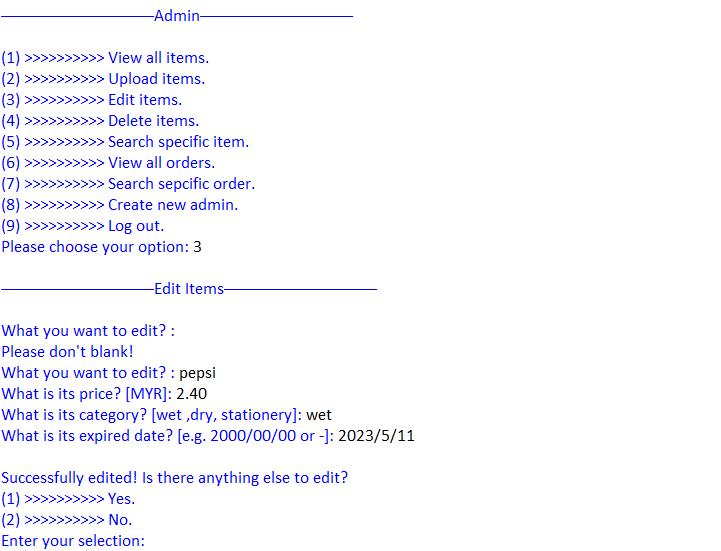 —————————Admin—————————
(1) >>>>>>>>>> View all items.
(2) >>>>>>>>>> Upload items.
(3) >>>>>>>>>> Edit items.
(4) >>>>>>>>>> Delete items.
(5) >>>>>>>>>> Search specific item.
(6) >>>>>>>>>> View all orders.
(7) >>>>>>>>>> Search sepcific order.
(8) >>>>>>>>>> Create new admin.
(9) >>>>>>>>>> Log out.
Please choose your option: 3
—————————Edit Items—————————
What you want to edit? :
Please don't blank!
What you want to edit? : pepsi
What is its price? [MYR]: 2.40
What is its category? [wet ,dry, stationery]: wet
What is its expired date? [e.g. 2000/00/00 or -]: 2023/5/11
Successfully edited! Is there anything else to edit?
(1) >>>>>>>>>> Yes.
(2) >>>>>>>>>> No.
Enter your selection: